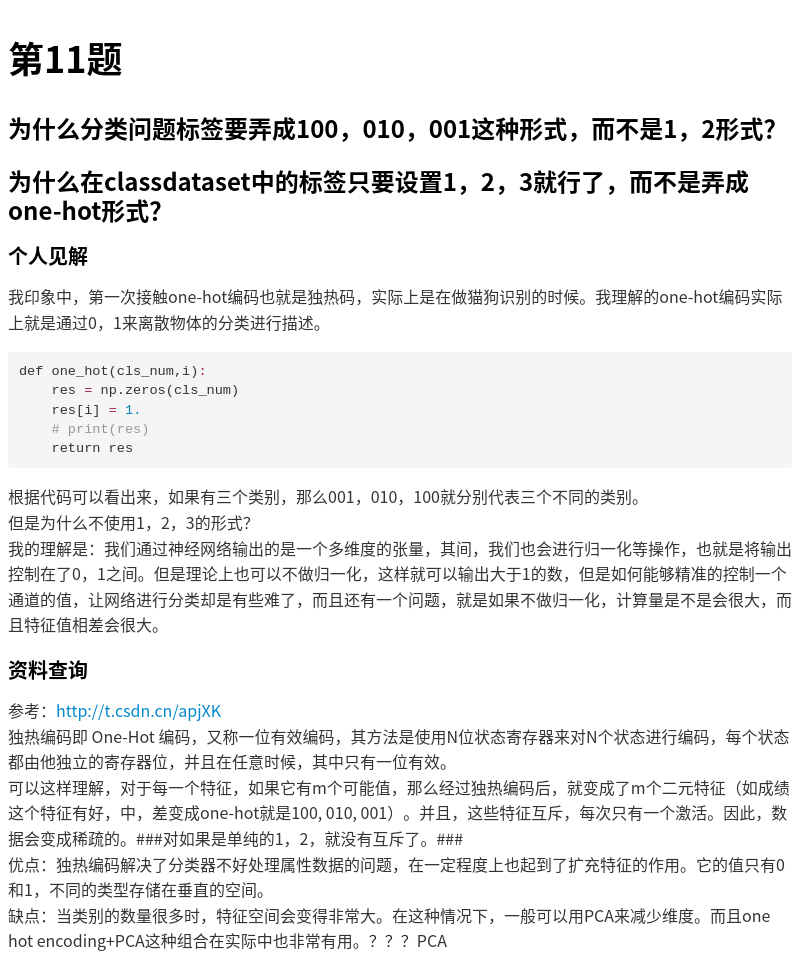 第11题
为什么分类问题标签要弄成100，010，001这种形式，而不是1，2形式？
为什么在classdataset中的标签只要设置1，2，3就行了，而不是弄成
one-hot形式？
个人见解
我印象中，第一次接触one-hot编码也就是独热码，实际上是在做猫狗识别的时候。我理解的one-hot编码实际
上就是通过0，1来离散物体的分类进行描述。
def one_hot(cls_num,i):
    res = np.zeros(cls_num)
    res[i] = 1.
    # print(res)
    return res
根据代码可以看出来，如果有三个类别，那么001，010，100就分别代表三个不同的类别。
但是为什么不使用1，2，3的形式？
我的理解是：我们通过神经网络输出的是一个多维度的张量，其间，我们也会进行归一化等操作，也就是将输出
控制在了0，1之间。但是理论上也可以不做归一化，这样就可以输出大于1的数，但是如何能够精准的控制一个
通道的值，让网络进行分类却是有些难了，而且还有一个问题，就是如果不做归一化，计算量是不是会很大，而
且特征值相差会很大。
资料查询
参考：http://t.csdn.cn/apjXK
独热编码即 One-Hot 编码，又称一位有效编码，其方法是使用N位状态寄存器来对N个状态进行编码，每个状态
都由他独立的寄存器位，并且在任意时候，其中只有一位有效。
可以这样理解，对于每一个特征，如果它有m个可能值，那么经过独热编码后，就变成了m个二元特征（如成绩
这个特征有好，中，差变成one-hot就是100, 010, 001）。并且，这些特征互斥，每次只有一个激活。因此，数
据会变成稀疏的。###对如果是单纯的1，2，就没有互斥了。###
优点：独热编码解决了分类器不好处理属性数据的问题，在一定程度上也起到了扩充特征的作用。它的值只有0
和1，不同的类型存储在垂直的空间。
缺点：当类别的数量很多时，特征空间会变得非常大。在这种情况下，一般可以用PCA来减少维度。而且one
hot encoding+PCA这种组合在实际中也非常有用。？？？PCA